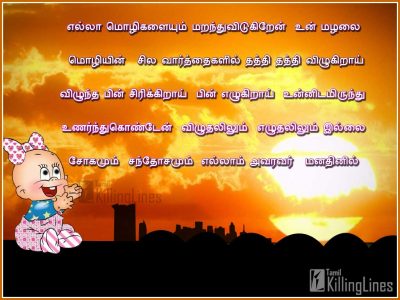 எல்லா மொழிகளையும் மறந்துவிடுகிறேன் உன் மழலை
மொழியின் சில வார்த்தைகளில் தத்தி தத்தி விழுகிறாய்
விழுந்த பின் சிரிக்கிறாய் பின் எழுகிறாய் உன்னிடமிருந்து
உணர்ந்துகொண்டேன் விழுதலிலும் எழுதலிலும் இல்லை
சோகமும் சந்தோசமும் எல்லாம் அவரவர் மனதினில்
Tamil
KillingLines